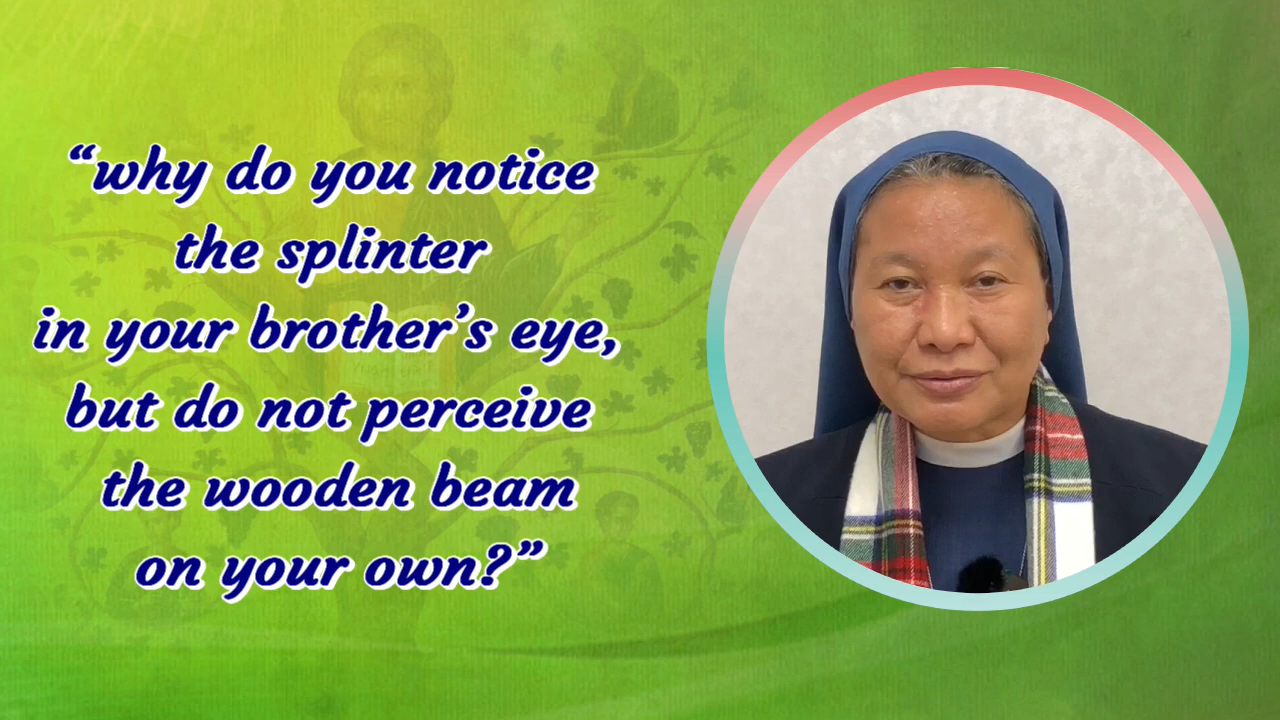 “why do you notice
the splinter
in your brother’s eye,
but do not perceive
the wooden beam
on your own?”